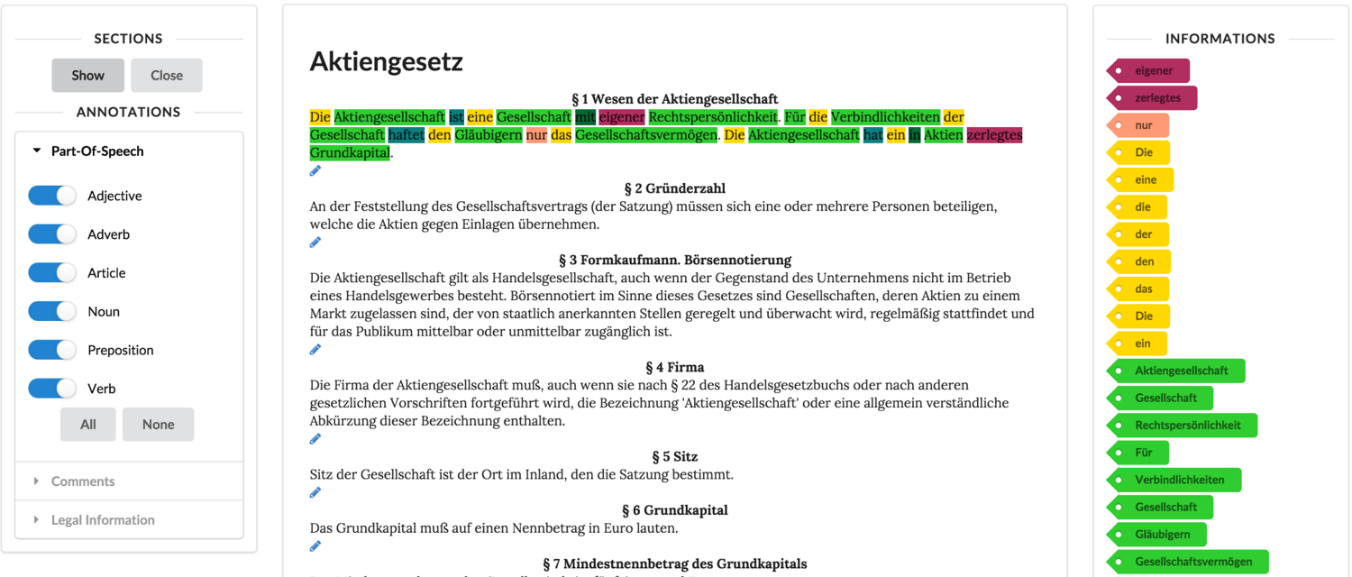 SECTIONS
Show Close
ANNOTATIONS
Part-Of-Speech
Adjective
Adverb
Article
Noun
Preposition
Verb
All None
Comments
Legal Information
Aktiengesetz
§ 1 Wesen der Aktiengesellschaft
Die Aktiengesellschaft ist eine Gesellschaft mit eigener Rechtspersönlichkeit. Für die Verbindlichkeiten der
Gesellschaft haftet den Gläubigern nur das Gesellschaftsvermögen. Die Aktiengesellschaft hat ein in Aktien zerlegtes
Grundkapital.
§ 2 Gründerzahl
An der Feststellung des Gesellschaftsvertrags (der Satzung) müssen sich eine oder mehrere Personen beteiligen,
welche die Aktien gegen Einlagen übernehmen.
§ 3 Formkaufmann. Börsennotierung
Die Aktiengesellschaft gilt als Handelsgesellschaft, auch wenn der Gegenstand des Unternehmens nicht im Betrieb
eines Handelsgewerbes besteht. Börsennotiert im Sinne dieses Gesetzes sind Gesellschaften, deren Aktien zu einem
Markt zugelassen sind, der von staatlich anerkannten Stellen geregelt und überwacht wird, regelmäßig stattfindet und
für das Publikum mittelbar oder unmittelbar zugänglich ist.
§ 4 Firma
Die Firma der Aktiengesellschaft muß, auch wenn sie nach § 22 des Handelsgesetzbuchs oder nach anderen
gesetzlichen Vorschriften fortgeführt wird, die Bezeichnung 'Aktiengesellschaft' oder eine allgemein verständliche
Abkürzung dieser Bezeichnung enthalten.
§ 5 Sitz
Sitz der Gesellschaft ist der Ort im Inland, den die Satzung bestimmt.
§ 6 Grundkapital
Das Grundkapital muß auf einen Nennbetrag in Euro lauten.
§ 7 Mindestnennbetrag des Grundkapitals
INFORMATIONS
eigener
zerlegtes
nur
Die
eine
die
der
den
das
Die
ein
Aktiengesellschaft
Gesellschaft
Rechtspersönlichkeit
Für
Verbindlichkeiten
Gesellschaft
Gläubigern
Gesellschaftsvermögen